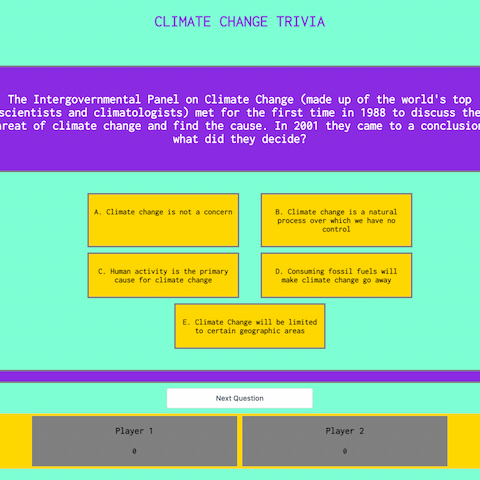 CLIMATE CHANGE TRIVIA
The Intergovernmental Panel on Climate Change (made up of the world's top
scientists and climatologists) met for the first time in 1988 to discuss the
of climate change and find the cause. In 2001 they came to a conclusion
what did they decide?
A. Climate change is not a concern
B. Climate change is a natural
process over which we have no
control
C. Human activity is the primary
cause for climate change
D. Consuming fossil fuels will
make climate change go away
E. Climate Change will be limited
to certain geographic areas
Next Question
Player 1
Player 2
0
0